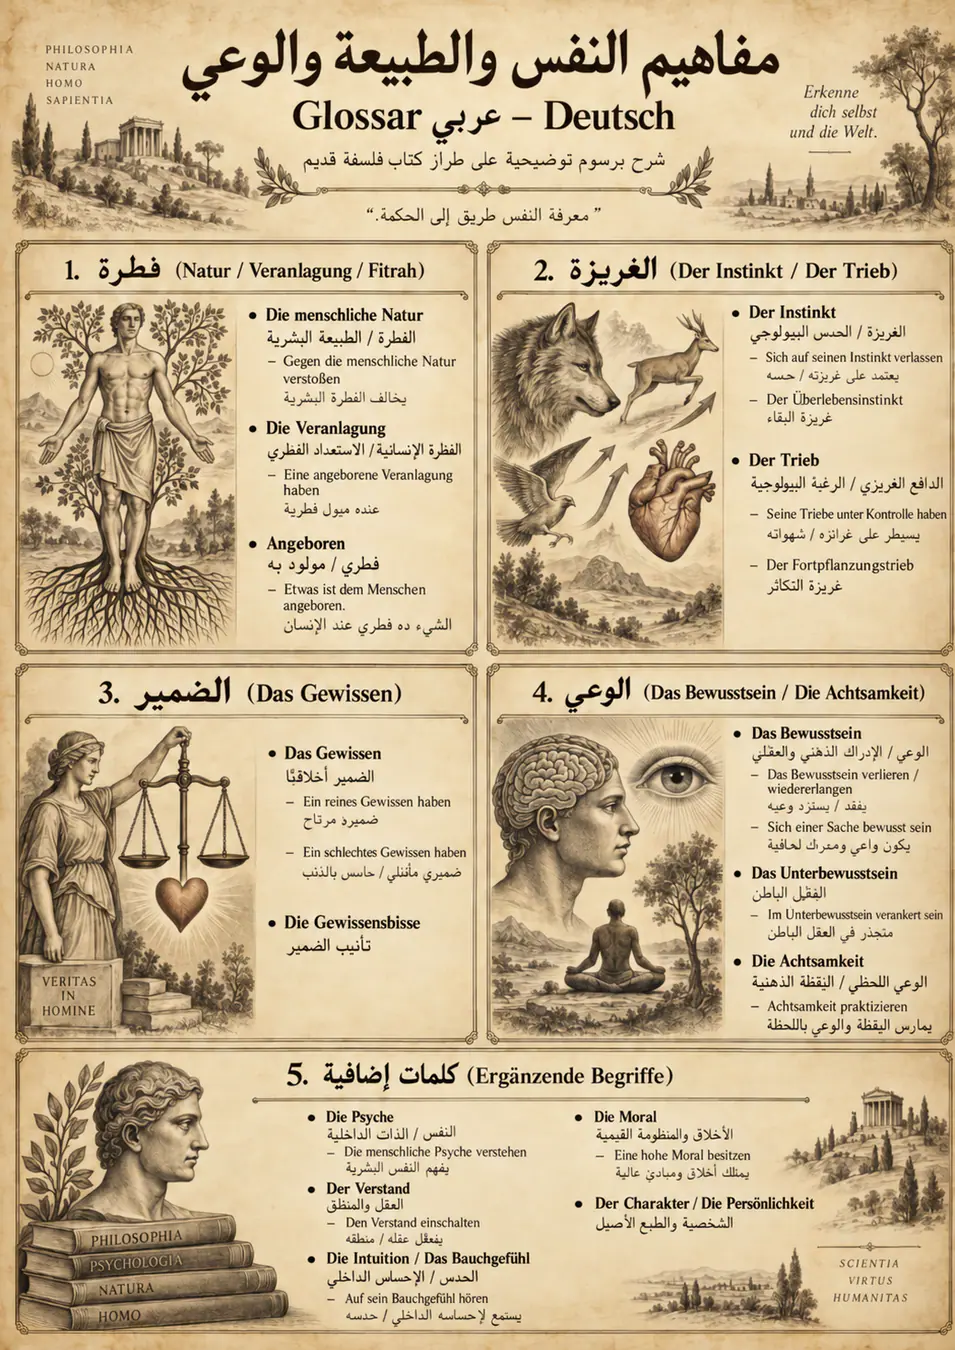 PHILOSOPHIA
NATURA
HOMO
SAPIENTIA
مفاهيم النفس والطبيعة والوعي
Glossar عربي – Deutsch
شرح برسوم توضيحية على طراز كتاب فلسفة قديم
” معرفة النفس طريق إلى الحكمة.“
Erkenne
dich selbst
und die Welt.
1. فطرة (Natur / Veranlagung / Fitrah)
• Die menschliche Natur
الفطرة / الطبيعة البشرية
– Gegen die menschliche Natur
verstoßen
يخالف الفطرة البشرية
• Die Veranlagung
الفطرة الإنسانية / الاستعداد الفطري
– Eine angeborene Veranlagung
haben
عنده ميول فطرية
• Angeboren
فطري / مولود به
– Etwas ist dem Menschen
angeboren.
الشيء ده فطري عند الإنسان
2. الغريزة (Der Instinkt / Der Trieb)
• Der Instinkt
الغريزة / الحدس البيولوجي
– Sich auf seinen Instinkt verlassen
يعتمد على غريزته / حسه
– Der Überlebensinstinkt
غريزة البقاء
• Der Trieb
الدافع الغريزي / الرغبة البيولوجية
– Seine Triebe unter Kontrolle haben
يسيطر على غرائزه / شهواته
– Der Fortpflanzungstrieb
غريزة التكاثر
3. الضمير (Das Gewissen)
• Das Gewissen
الضمير
– Ein reines Gewissen haben
مرتاح
– Ein schlechtes Gewissen haben
ضميري / بالذنب
• Die Gewissensbisse
تأنيب الضمير
VERITAS
IN
HOMINE
4. الوعي (Das Bewusstsein / Die Achtsamkeit)
• Das Bewusstsein
الوعي / الإدراك الذهني والعقلي
– Das Bewusstsein verlieren /
wiedererlangen
يفقد / وعيه
– Sich einer Sache bewusst sein
يكون واعي
• Das Unterbewusstsein
الباطن
– Im Unterbewusstsein verankert sein
متجذر في العقل الباطن
• Die Achtsamkeit
الوعي اللحظي / اليقظة الذهنية
– Achtsamkeit praktizieren
يمارس اليقظة والوعي باللحظة
5. كلمات إضافية (Ergänzende Begriffe)
• Die Psyche
النفس / الذات الداخلية
– Die menschliche Psyche verstehen
يفهم النفس البشرية
• Der Verstand
العقل والمنطق
– Den Verstand einschalten
عقله / منطقه
• Die Intuition / Das Bauchgefühl
الحدس / الإحساس الداخلي
– Auf sein Bauchgefühl hören
يستمع لإحساسه الداخلي / حدسه
• Die Moral
الأخلاق والمنظومة القيمية
– Eine hohe Moral besitzen
يمتلك أخلاق ومبادئ عالية
• Der Charakter / Die Persönlichkeit
الشخصية والطبع الأصيل
PHILOSOPHIA
PSYCHOLOGIA
NATURA
HOMO
SCIENTIA
VIRTUS
HUMANITAS